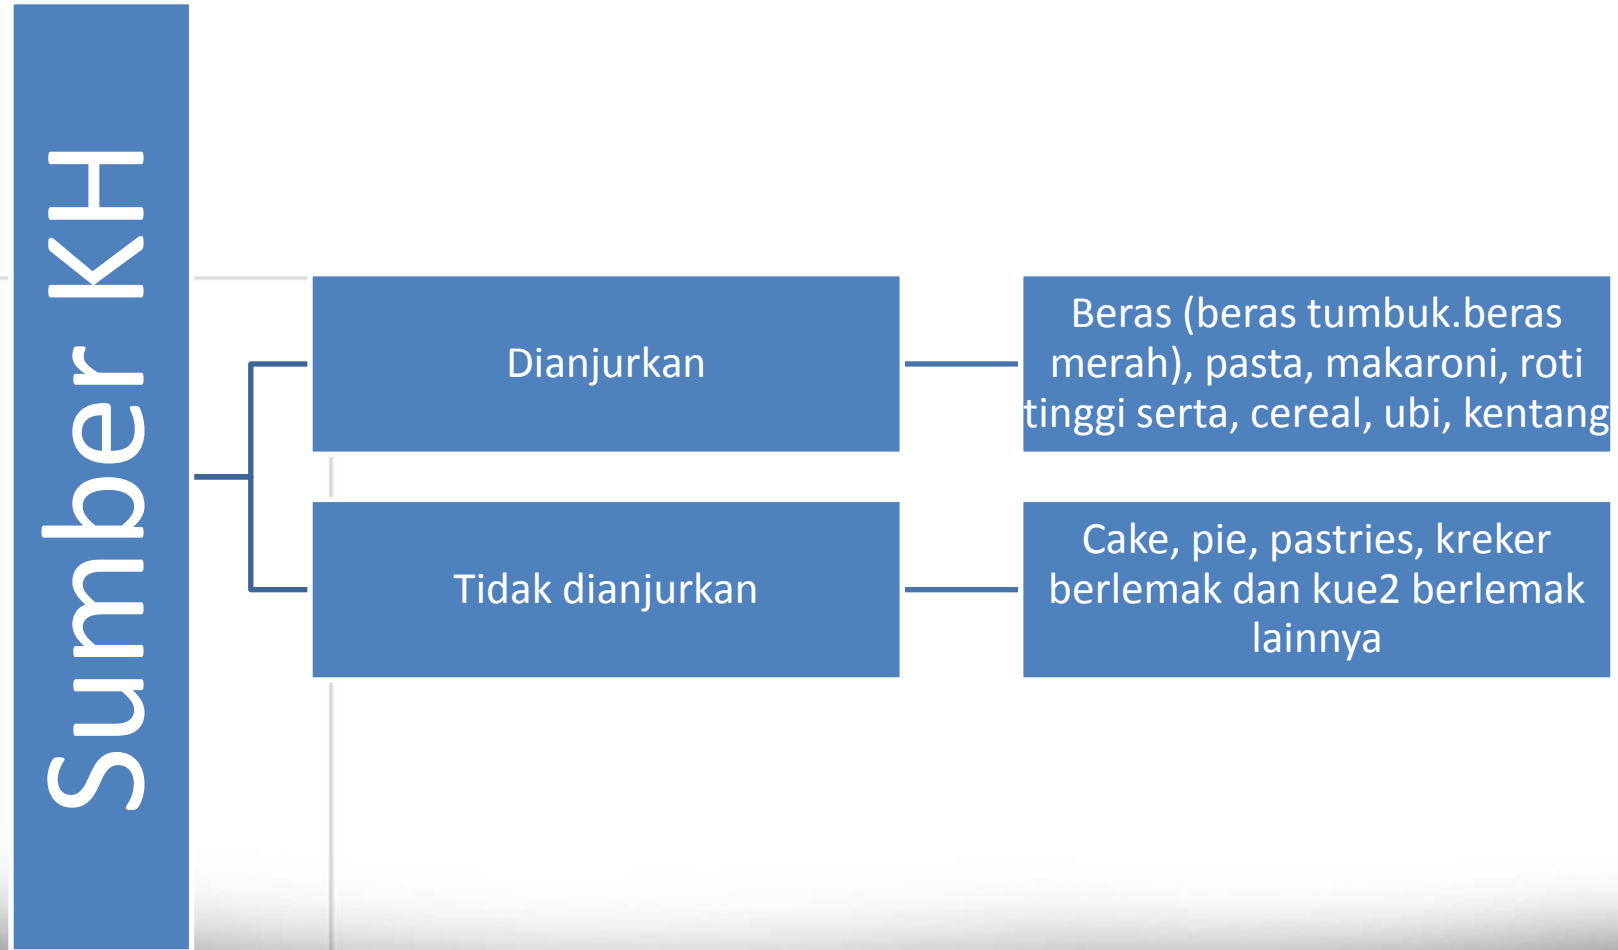 Sumber KH
Dianjurkan
Beras (beras tumbuk.beras
merah), pasta, makaroni, roti
tinggi serta, cereal, ubi, kentang
Tidak dianjurkan
Cake, pie, pastries, kreker
berlemak dan kue2 berlemak
lainnya